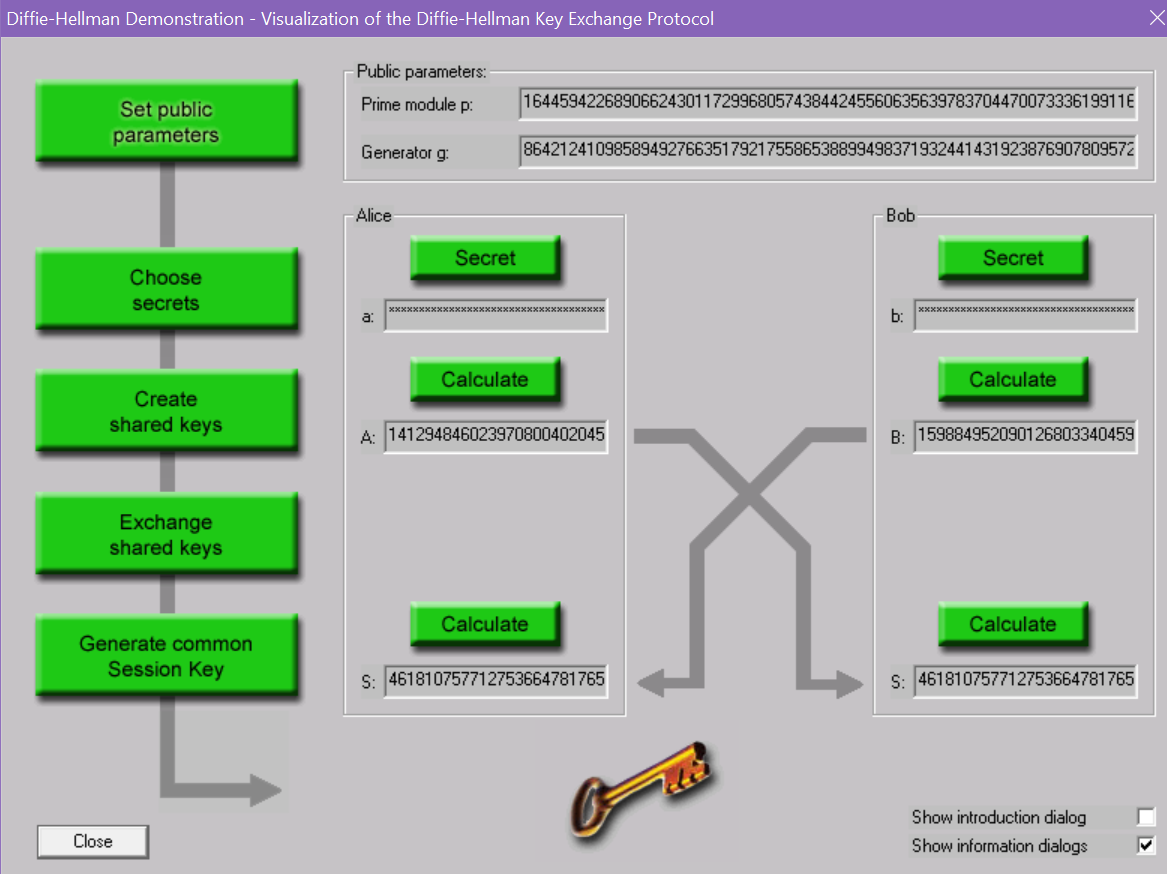 Diffie-Hellman Demonstration - Visualization of the Diffie-Hellman Key Exchange Protocol
Set public
parameters
Choose
secrets
Create
shared keys
Exchange
shared keys
Generate common
Session Key
Close
Public parameters:
Prime module p: 16445942268906624301172996805743844245560635639783704470073336199116
Generator g: 86421241098589492766351792175586538899498371932441431923876907809572
Alice
Secret
a: ************************************
Calculate
A: 141294846023970800402045
Calculate
S: 461810757712753664781765
Bob
Secret
b: ************************************
Calculate
B: 159884952090126803340459
Calculate
S: 461810757712753664781765
Show introduction dialog
Show information dialogs